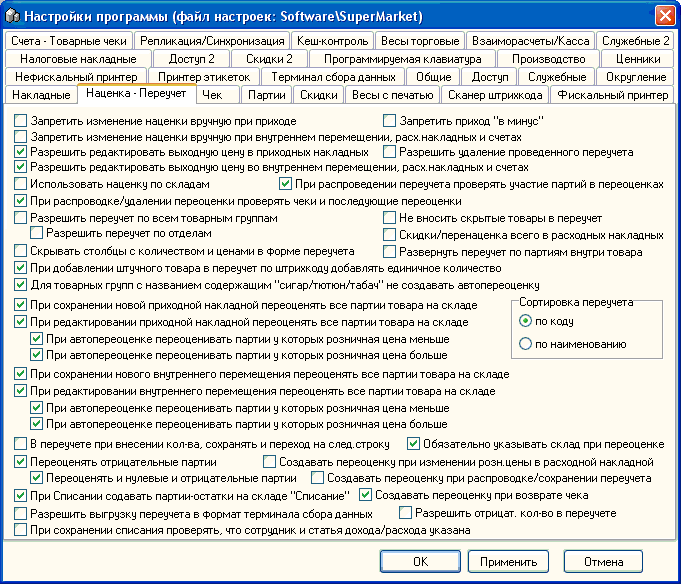 Настройки программы (файл настроек: Software\SuperMarket)
Счета - Товарные чеки Репликация/Синхронизация Кеш-контроль Весы торговые Взаиморасчеты/Касса Служебные 2
Налоговые накладные Доступ 2 Скидки 2 Программируемая клавиатура Производство Ценники
Нефискальный принтер Принтер этикеток Терминал сбора данных Общие Доступ Служебные Округление
Накладные Наценка - Переучет Чек Партии Скидки Весы с печатью Сканер штрихкода Фискальный принтер
Запретить изменение наценки вручную при приходе Запретить приход "в минус"
Запретить изменение наценки вручную при внутреннем перемещении, расх.накладных и счетах
Разрешить редактировать выходную цену в приходных накладных Разрешить удаление проведенного переучета
Разрешить редактировать выходную цену во внутреннем перемещении, расх.накладных и счетах
Использовать наценку по складам При распроведении переучета проверять участие партий в переоценках
При распроводке/удалении переоценки проверять чеки и последующие переоценки
Разрешить переучет по всем товарным группам Не вносить скрытые товары в переучет
Разрешить переучет по отделам Скидки/перенаценка всего в расходных накладных
Скрывать столбцы с количеством и ценами в форме переучета Развернуть переучет по партиям внутри товара
При добавлении штучного товара в переучет по штрихкоду добавлять единичное количество
Для товарных групп с названием содержащим "сигар/тютюн/табач" не создавать автопереоценку
При сохранении новой приходной накладной переоценять все партии товара на складе Сортировка переучета
При редактировании приходной накладной переоценять все партии товара на складе по коду
При автопереоценке переоценивать партии у которых розничная цена меньше по наименованию
При автопереоценке переоценивать партии у которых розничная цена больше
При сохранении нового внутреннего перемещения переоценять все партии товара на складе
При редактировании внутреннего перемещения переоценять все партии товара на складе
При автопереоценке переоценивать партии у которых розничная цена меньше
При автопереоценке переоценивать партии у которых розничная цена больше
В переучете при внесении кол-ва, сохранять и переход на след.строку Обязательно указывать склад при переоценке
Переоценять отрицательные партии Создавать переоценку при изменении розн.цены в расходной накладной
Переоценять и нулевые и отрицательные партии Создавать переоценку при распроводке/сохранении переучета
При Списании содавать партии-остатки на складе "Списание" Создавать переоценку при возврате чека
Разрешить выгрузку переучета в формат терминала сбора данных Разрешить отрицат. кол-во в переучете
При сохранении списания проверять, что сотрудник и статья дохода/расхода указана
OK Применить Отмена